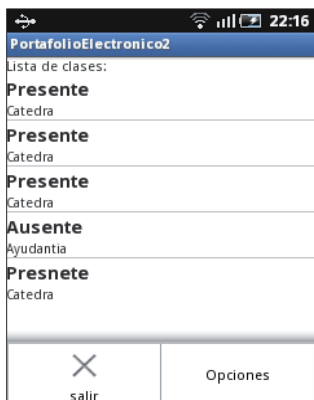 22:16
PortafolioElectronico2
Lista de clases:
Presente
Catedra
Presente
Catedra
Presente
Catedra
Ausente
Ayudantia
Presnete
Catedra
salir
Opciones